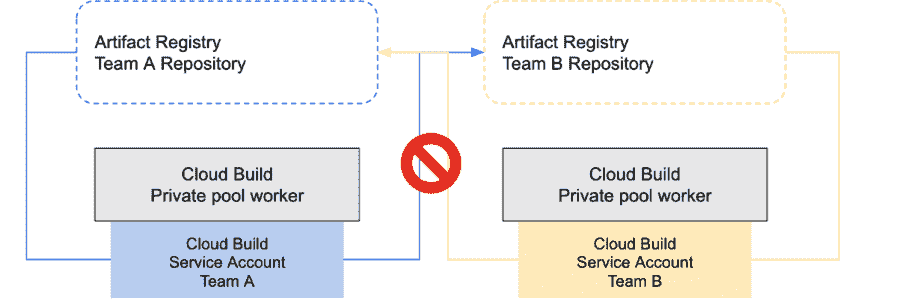 Artifact Registry
Team A Repository
Artifact Registry
Team B Repository
Cloud Build
Private pool worker
Cloud Build
Private pool worker
Cloud Build
Service Account
Team A
Cloud Build
Service Account
Team B